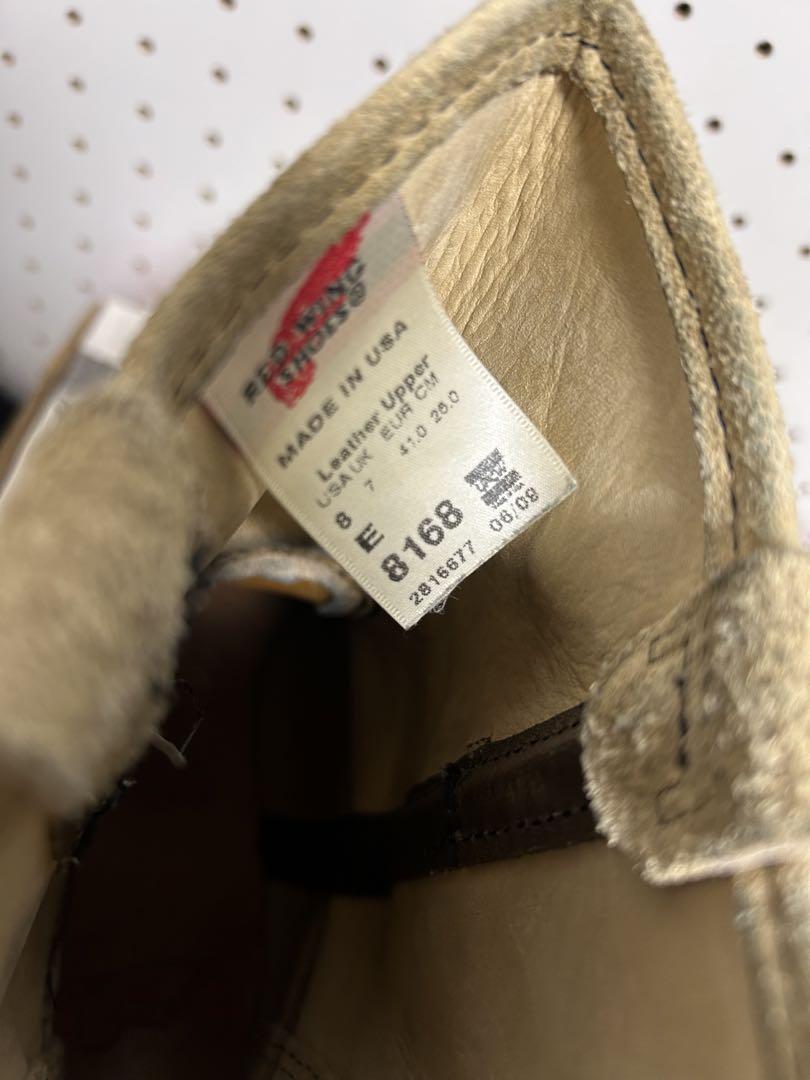 RED WING
SHOES®
MADE IN USA
Leather Upper
USA UK EUR CM
8 7 41.0 26.0
E
8168
2816677 06/09